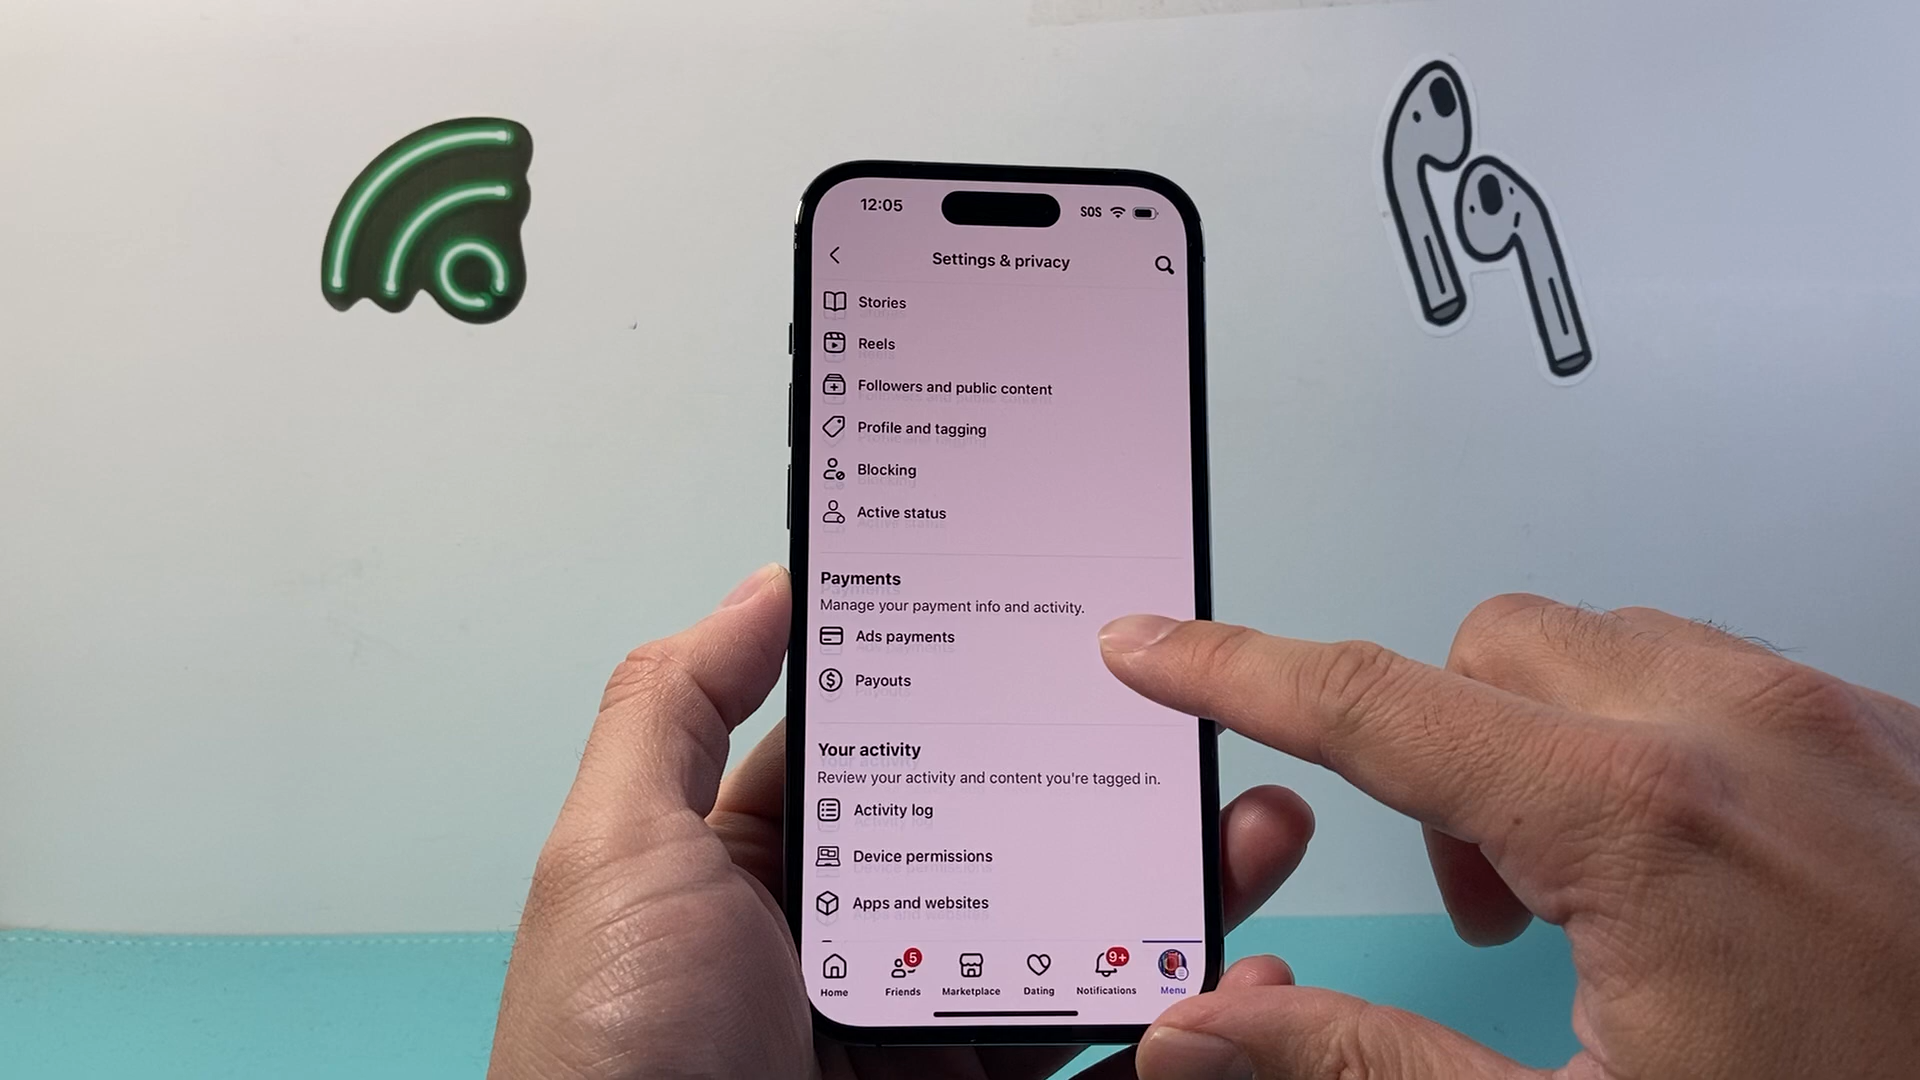 12:05
SOS
Settings & privacy
Stories
Reels
Followers and public content
Profile and tagging
Blocking
Active status
Payments
Manage your payment info and activity.
Ads payments
Payouts
Your activity
Review your activity and content you're tagged in.
Activity log
Device permissions
Apps and websites
5
9+
Home
Friends
Marketplace
Dating
Notifications
Menu